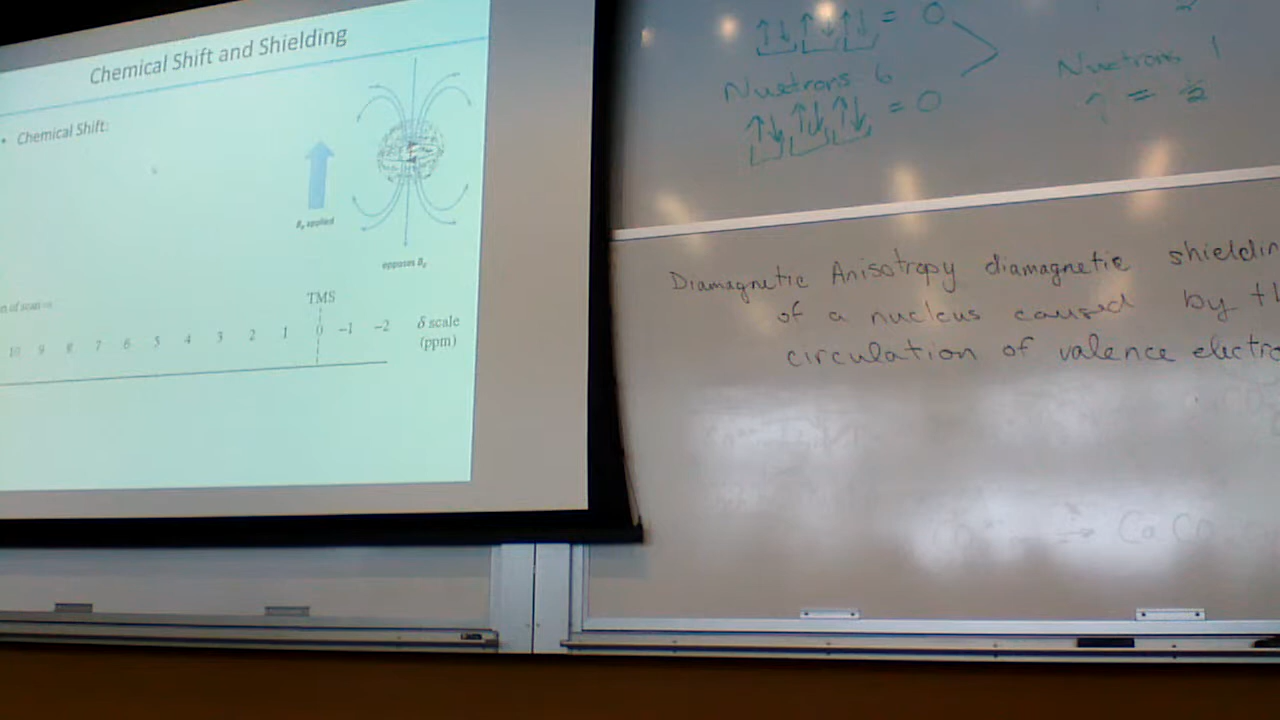 Chemical Shift and Shielding
• Chemical Shift:
B₀ applied
opposes B₀
of scan
TMS
10 9 8 7 6 5 4 3 2 1 0 –1 –2 δ scale
(ppm)
↑↓ ↑↓ ↑↓ = 0
Nuetrons 6
↑↓ ↑↓ ↑↓ = 0
Nuetrons 1
↑ = ½
Diamagnetic Anisotropy diamagnetic shieldin
of a nucleus caused by th
circulation of valence electro